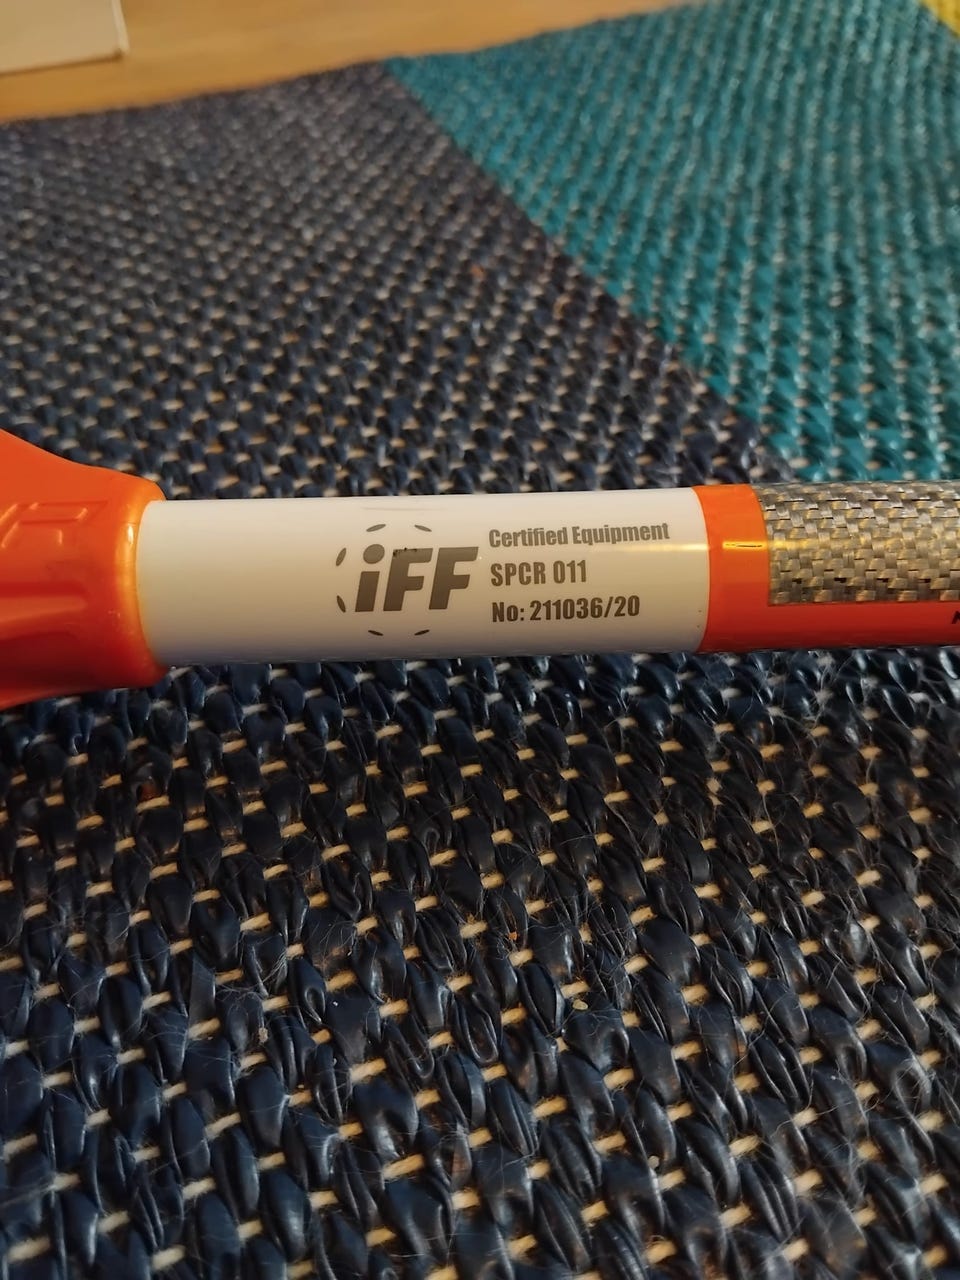 iFF
Certified Equipment
SPCR 011
No: 211036/20